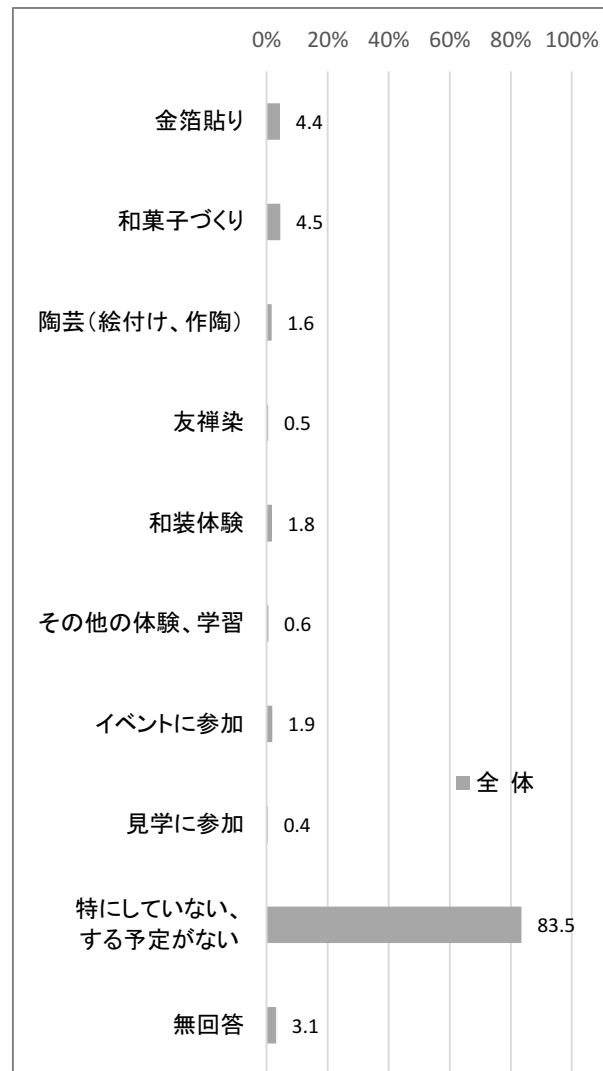 0% 20% 40% 60% 80% 100%
金箔貼り 4.4
和菓子づくり 4.5
陶芸（絵付け、作陶） 1.6
友禅染 0.5
和装体験 1.8
その他の体験、学習 0.6
イベントに参加 1.9
全 体
見学に参加 0.4
特にしていない、
する予定がない 83.5
無回答 3.1